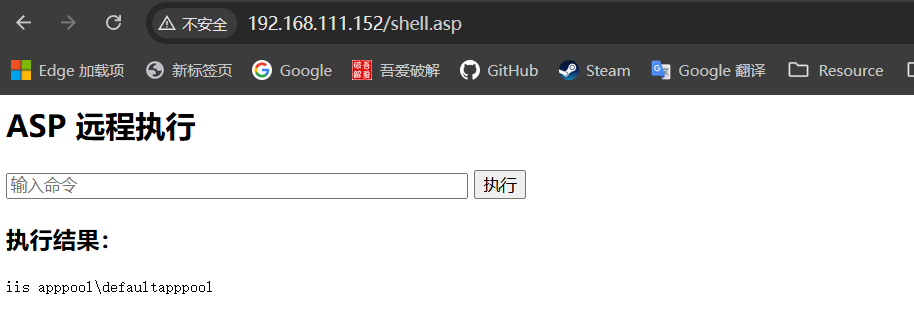 不安全 192.168.111.152/shell.asp
Edge 加载项 新标签页 Google 吾爱破解 GitHub Steam Google 翻译 Resource
ASP 远程执行
输入命令 执行
执行结果：
iis apppool\defaultapppool